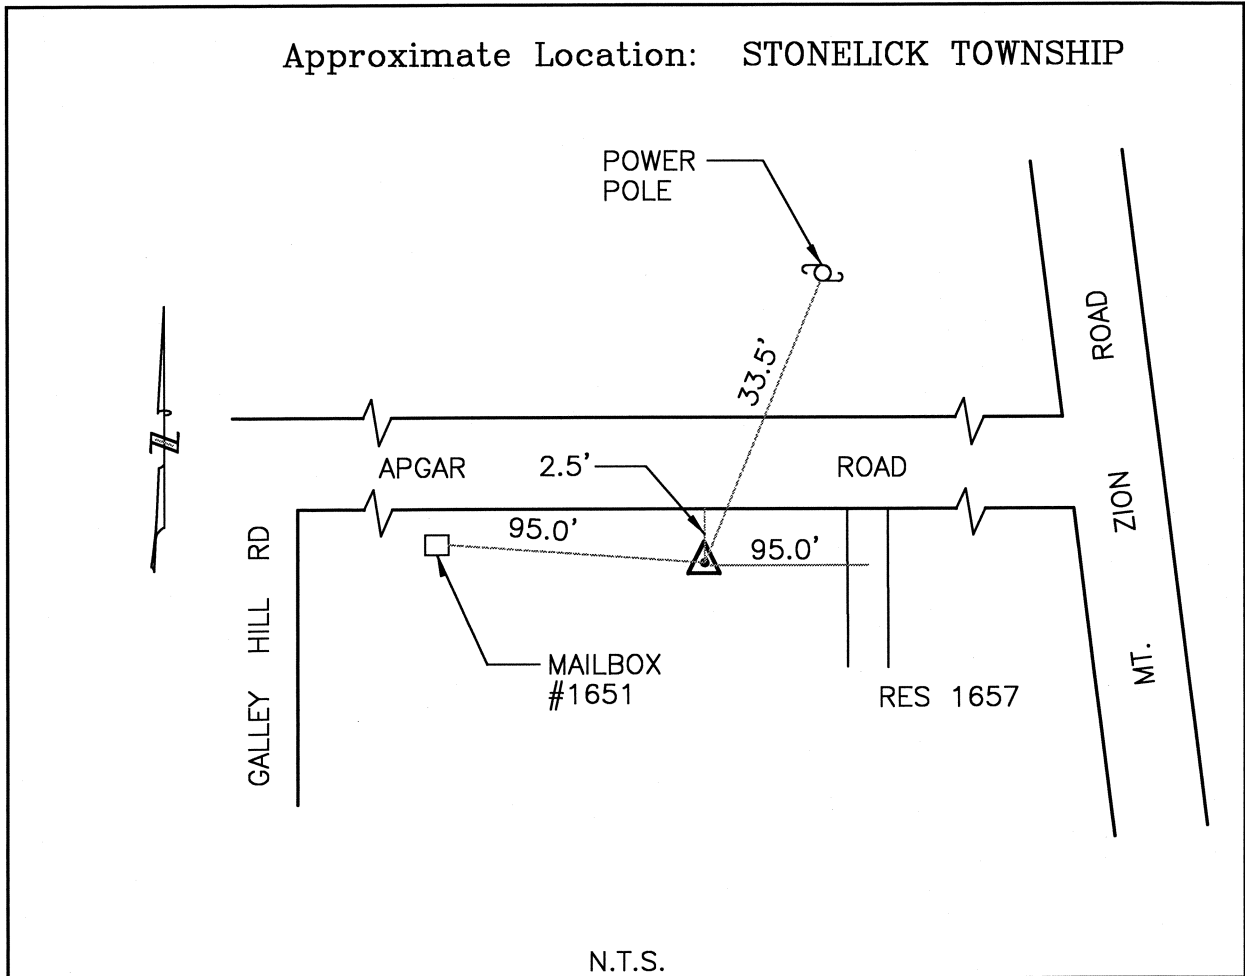 Approximate Location: STONELICK TOWNSHIP
POWER
POLE
33.5'
ROAD
N
APGAR
2.5'
ROAD
ZION
95.0'
95.0'
GALLEY HILL RD
MAILBOX
#1651
RES 1657
MT.
N.T.S.